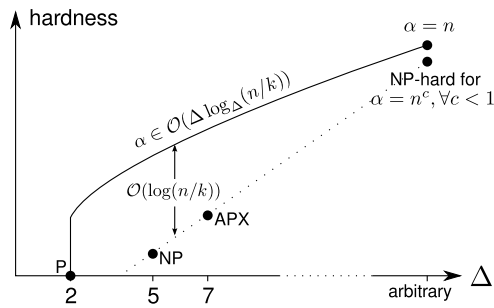 hardness
α = n
NP-hard for
α = n^c, ∀c < 1
α ∈ O(Δ log_Δ(n/k))
O(log(n/k))
APX
NP
P
Δ
2
5
7
arbitrary